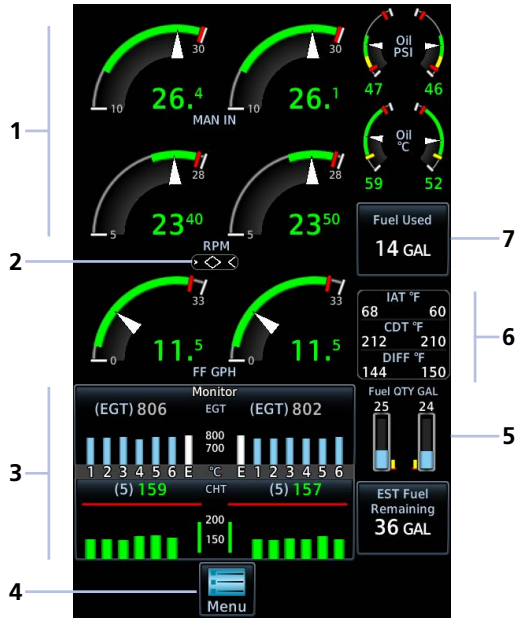 30 30
10 10
26.4 26.1
MAN IN
Oil
PSI
47 46
Oil
°C
59 52
1
28 28
5 5
2340 2350
RPM
2
Fuel Used
14 GAL
7
33 33
0 0
11.5 11.5
FF GPH
IAT °F
68 60
CDT °F
212 210
DIFF °F
144 150
6
Monitor
(EGT) 806 EGT (EGT) 802
800
700
1 2 3 4 5 6 E °C E 1 2 3 4 5 6
(5) 159 CHT (5) 157
200
150
3
Fuel QTY GAL
25 24
5
EST Fuel
Remaining
36 GAL
4
Menu